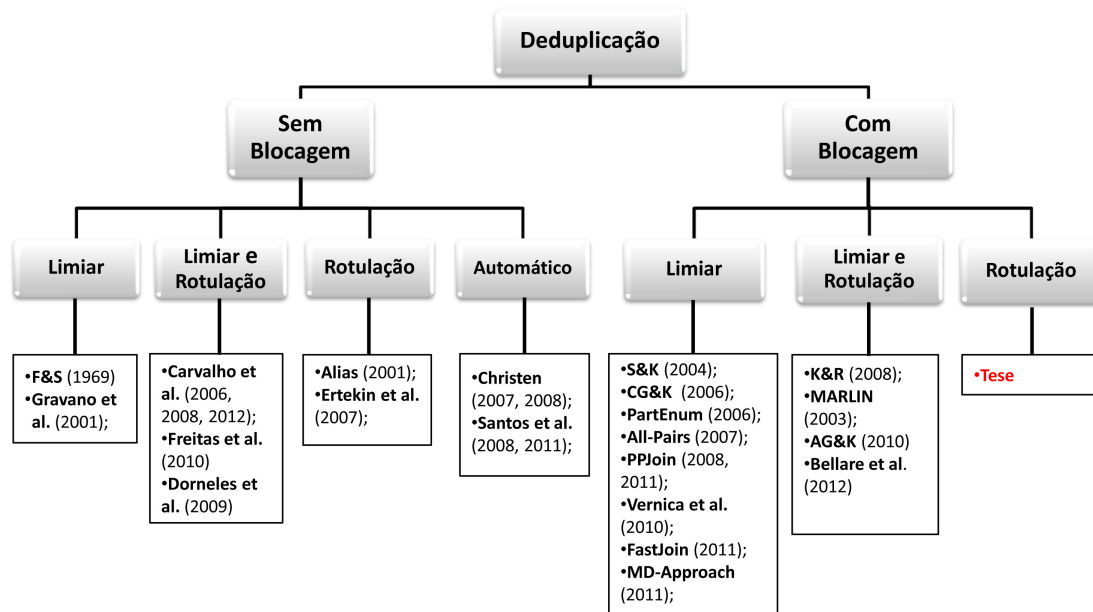 Deduplicação
Sem
Blocagem
Com
Blocagem
Limiar
Limiar e
Rotulação
Rotulação
Automático
Limiar
Limiar e
Rotulação
Rotulação
•F&S (1969)
•Gravano et
al. (2001);
•Carvalho et
al. (2006,
2008, 2012);
•Freitas et al.
(2010)
•Dorneles et
al. (2009)
•Alias (2001);
•Ertekin et al.
(2007);
•Christen
(2007, 2008);
•Santos et al.
(2008, 2011);
•S&K (2004);
•CG&K (2006);
•PartEnum (2006);
•All-Pairs (2007);
•PPJoin (2008,
2011);
•Vernica et al.
(2010);
•FastJoin (2011);
•MD-Approach
(2011);
•K&R (2008);
•MARLIN
(2003);
•AG&K (2010)
•Bellare et al.
(2012)
•Tese